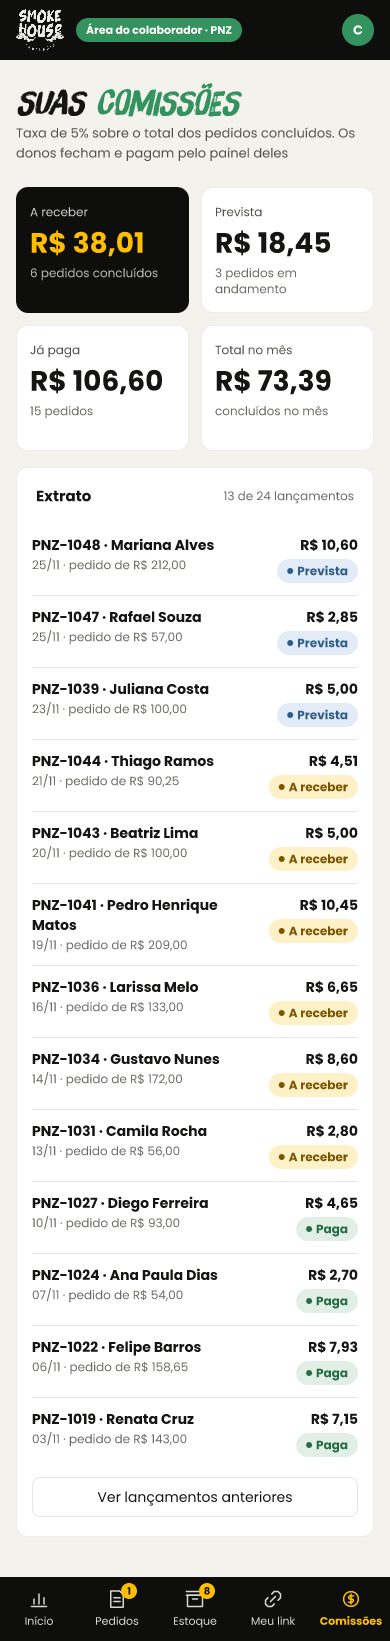 SMOKE
HOUSE
Área do colaborador · PNZ
C
SUAS COMISSÕES
Taxa de 5% sobre o total dos pedidos concluídos. Os
donos fecham e pagam pelo painel deles
A receber
R$ 38,01
6 pedidos concluídos
Prevista
R$ 18,45
3 pedidos em
andamento
Já paga
R$ 106,60
15 pedidos
Total no mês
R$ 73,39
concluídos no mês
Extrato
13 de 24 lançamentos
PNZ-1048 · Mariana Alves
R$ 10,60
25/11 · pedido de R$ 212,00
Prevista
PNZ-1047 · Rafael Souza
R$ 2,85
25/11 · pedido de R$ 57,00
Prevista
PNZ-1039 · Juliana Costa
R$ 5,00
23/11 · pedido de R$ 100,00
Prevista
PNZ-1044 · Thiago Ramos
R$ 4,51
21/11 · pedido de R$ 90,25
A receber
PNZ-1043 · Beatriz Lima
R$ 5,00
20/11 · pedido de R$ 100,00
A receber
PNZ-1041 · Pedro Henrique
Matos
R$ 10,45
19/11 · pedido de R$ 209,00
A receber
PNZ-1036 · Larissa Melo
R$ 6,65
16/11 · pedido de R$ 133,00
A receber
PNZ-1034 · Gustavo Nunes
R$ 8,60
14/11 · pedido de R$ 172,00
A receber
PNZ-1031 · Camila Rocha
R$ 2,80
13/11 · pedido de R$ 56,00
A receber
PNZ-1027 · Diego Ferreira
R$ 4,65
10/11 · pedido de R$ 93,00
Paga
PNZ-1024 · Ana Paula Dias
R$ 2,70
07/11 · pedido de R$ 54,00
Paga
PNZ-1022 · Felipe Barros
R$ 7,93
06/11 · pedido de R$ 158,65
Paga
PNZ-1019 · Renata Cruz
R$ 7,15
03/11 · pedido de R$ 143,00
Paga
Ver lançamentos anteriores
1
8
Início
Pedidos
Estoque
Meu link
Comissões